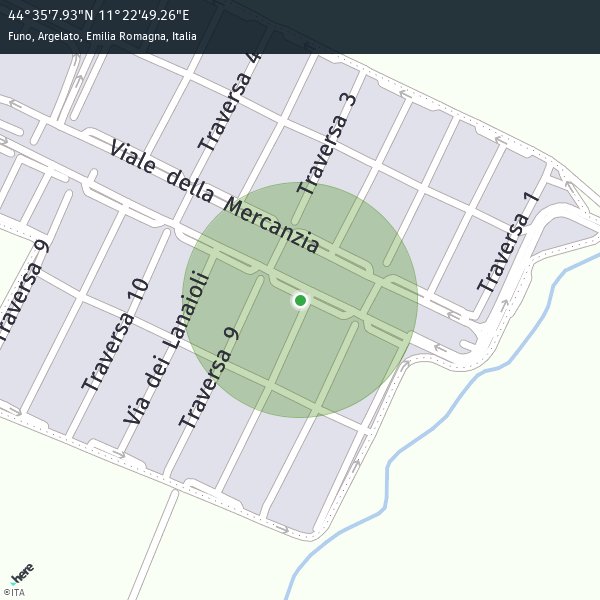 44°35'7.93"N 11°22'49.26"E
Funo, Argelato, Emilia Romagna, Italia
Traversa 4
Traversa 3
Viale della Mercanzia
Traversa 1
Traversa 9
Traversa 10
Via dei Lanaioli
Traversa 9
here
©ITA